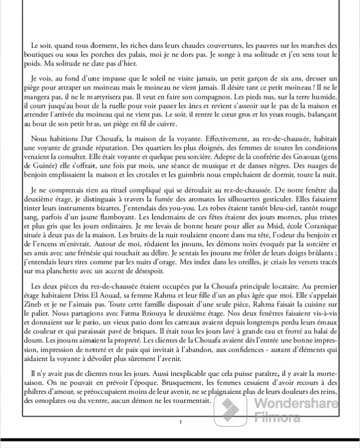 Le soir, quand tous dorment, les riches dans leurs chaudes couvertures, les pauvres sur les marches des
boutiques ou sous les porches des palais, moi je ne dors pas. Je songe à ma solitude et j'en sens tout le
poids. Ma solitude ne date pas d'hier.
Je vois, au fond d'une impasse que le soleil ne visite jamais, un petit garçon de six ans, dresser un
piège pour attraper un moineau mais le moineau ne vient jamais. Il désire tant ce petit moineau ! Il ne le
mangera pas, il ne le martyrisera pas. Il veut en faire son compagnon. Les pieds nus, sur la terre humide,
il court jusqu'au bout de la ruelle pour voir passer les ânes et revient s'asseoir sur le pas de la maison et
attendre l'arrivée du moineau qui ne vient pas. Le soir, il rentre le cœur gros et les yeux rougis, balançant
au bout de son petit bras, un piège en fil de cuivre.
Nous habitions Dar Chouafa, la maison de la voyante. Effectivement, au rez-de-chaussée, habitait
une voyante de grande réputation. Des quartiers les plus éloignés, des femmes de toutes les conditions
venaient la consulter. Elle était voyante et quelque peu sorcière. Adepte de la confrérie des Gnaouas (gens
de Guinée) elle s'offrait, une fois par mois, une séance de musique et de danses nègres. Des nuages de
benjoin emplissaient la maison et les crotales et les guimbris nous empêchaient de dormir, toute la nuit.
Je ne comprenais rien au rituel compliqué qui se déroulait au rez-de-chaussée. De notre fenêtre du
deuxième étage, je distinguais à travers la fumée des aromates les silhouettes gesticuler. Elles faisaient
tinter leurs instruments bizarres. J'entendais des you-you. Les robes étaient tantôt bleu-ciel, tantôt rouge
sang, parfois d'un jaune flamboyant. Les lendemains de ces fêtes étaient des jours mornes, plus tristes
et plus gris que les jours ordinaires. Je me levais de bonne heure pour aller au Msid, école Coranique
située à deux pas de la maison. Les bruits de la nuit roulaient encore dans ma tête, l'odeur du benjoin et
de l'encens m'enivrait. Autour de moi, rôdaient les jnouns, les démons noirs évoqués par la sorcière et
ses amis avec une frénésie qui touchait au délire. Je sentais les jnouns me frôler de leurs doigts brûlants ;
j'entendais leurs rires comme par les nuits d'orage. Mes index dans les oreilles, je criais les versets tracés
sur ma planchette avec un accent de désespoir.
Les deux pièces du rez-de-chaussée étaient occupées par la Chouafa principale locataire. Au premier
étage habitaient Driss El Aouad, sa femme Rahma et leur fille d'un an plus âgée que moi. Elle s'appelait
Zineb et je ne l'aimais pas. Toute cette famille disposait d'une seule pièce, Rahma faisait la cuisine sur
le palier. Nous partagions avec Fatma Bziouya le deuxième étage. Nos deux fenêtres faisaient vis-à-vis
et donnaient sur le patio, un vieux patio dont les carreaux avaient depuis longtemps perdu leurs émaux
de couleur et qui paraissait pavé de briques. Il était tous les jours lavé à grande eau et frotté au balai de
doum. Les jnouns aimaient la propreté. Les clientes de la Chouafa avaient dès l'entrée une bonne impres-
sion, impression de netteté et de paix qui invitait à l'abandon, aux confidences - autant d'éléments qui
aidaient la voyante à dévoiler plus sûrement l'avenir.
Il n'y avait pas de clientes tous les jours. Aussi inexplicable que cela puisse paraître, il y avait la morte-
saison. On ne pouvait en prévoir l'époque. Brusquement, les femmes cessaient d'avoir recours à des
philtres d'amour, se préoccupaient moins de leur avenir, ne se plaignaient plus de leurs douleurs des reins,
des omoplates ou du ventre, aucun démon ne les tourmentait.
Wondershare
Filmora
1